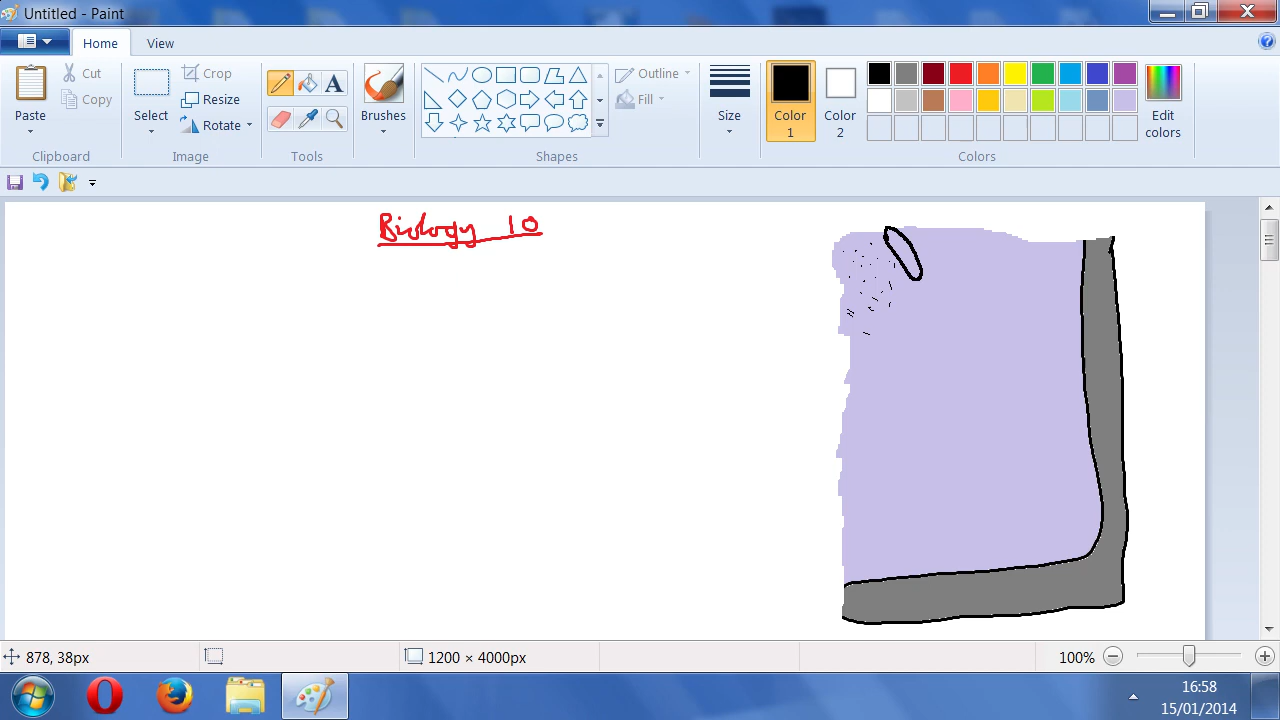 Untitled - Paint
Home View
Paste
Cut
Copy
Clipboard
Select
Crop
Resize
Rotate
Image
A
Tools
Brushes
Outline
Fill
Shapes
Size
Color 1
Color 2
Edit colors
Colors
Biology 10
878, 38px
1200 × 4000px
100%
16:58
15/01/2014